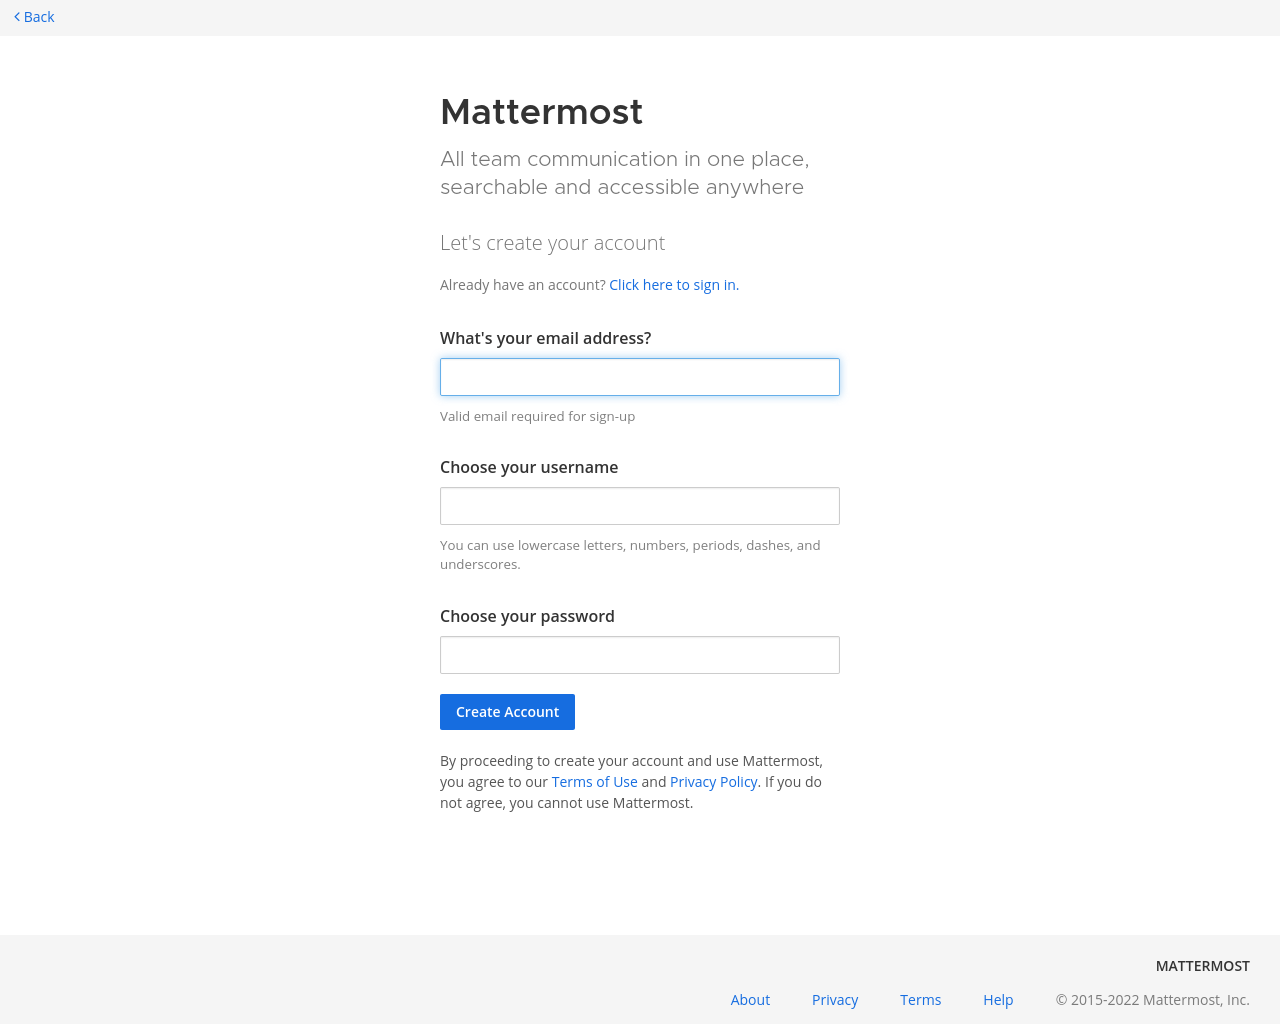 Back
Mattermost
All team communication in one place,
searchable and accessible anywhere
Let's create your account
Already have an account? Click here to sign in.
What's your email address?
Valid email required for sign-up
Choose your username
You can use lowercase letters, numbers, periods, dashes, and
underscores.
Choose your password
Create Account
By proceeding to create your account and use Mattermost,
you agree to our Terms of Use and Privacy Policy. If you do
not agree, you cannot use Mattermost.
MATTERMOST
About Privacy Terms Help © 2015-2022 Mattermost, Inc.